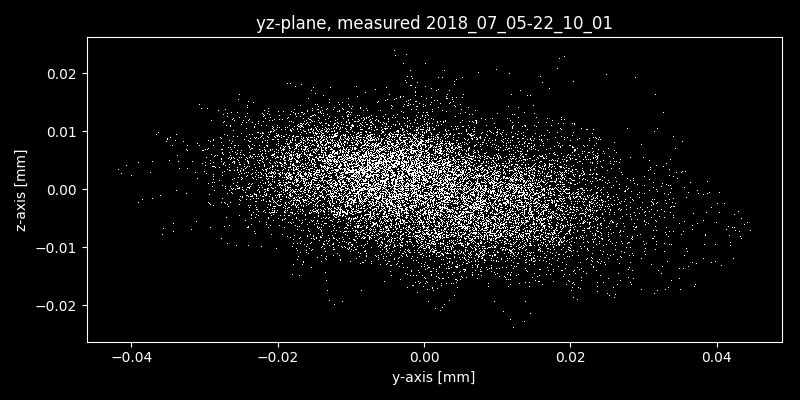 yz-plane, measured 2018_07_05-22_10_01
0.02
0.01
0.00
−0.01
−0.02
z-axis [mm]
−0.04 −0.02 0.00 0.02 0.04
y-axis [mm]